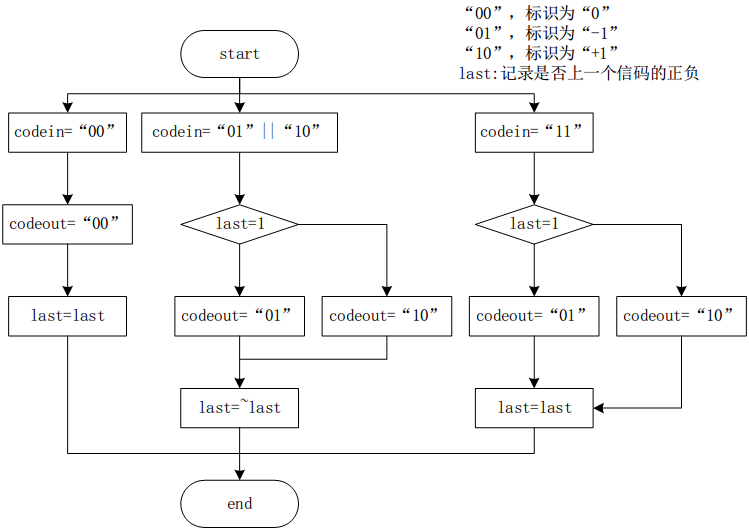 “00”，标识为“0”
“01”，标识为“-1”
“10”，标识为“+1”
last:记录是否上一个信码的正负
start
codein=“00”
codein=“01”||“10”
codein=“11”
codeout=“00”
last=1
last=1
last=last
codeout=“01”
codeout=“10”
codeout=“01”
codeout=“10”
last=~last
last=last
end